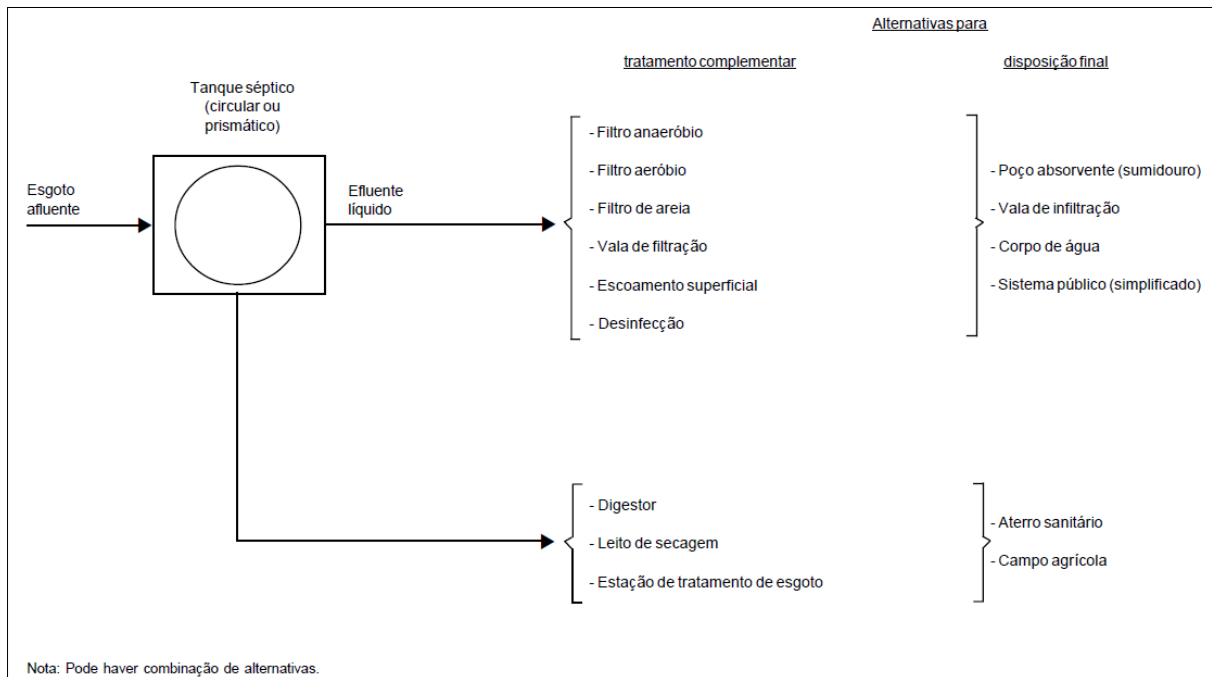 Alternativas para
tratamento complementar
disposição final
Tanque séptico
(circular ou
prismático)
Esgoto
afluente
Efluente
líquido
- Filtro anaeróbio
- Filtro aeróbio
- Filtro de areia
- Vala de filtração
- Escoamento superficial
- Desinfecção
- Poço absorvente (sumidouro)
- Vala de infiltração
- Corpo de água
- Sistema público (simplificado)
- Digestor
- Leito de secagem
- Estação de tratamento de esgoto
- Aterro sanitário
- Campo agrícola
Nota: Pode haver combinação de alternativas.